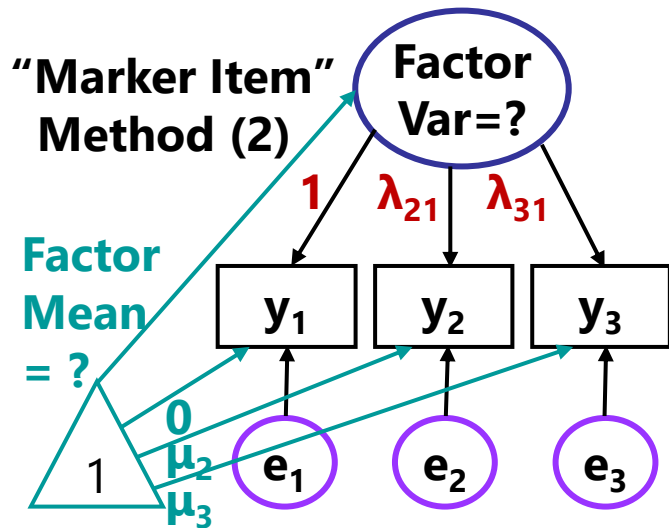 “Marker Item”
Method (2)
Factor
Var=?
1
λ₂₁
λ₃₁
Factor
Mean
= ?
y₁
y₂
y₃
0
μ₂
μ₃
1
e₁
e₂
e₃